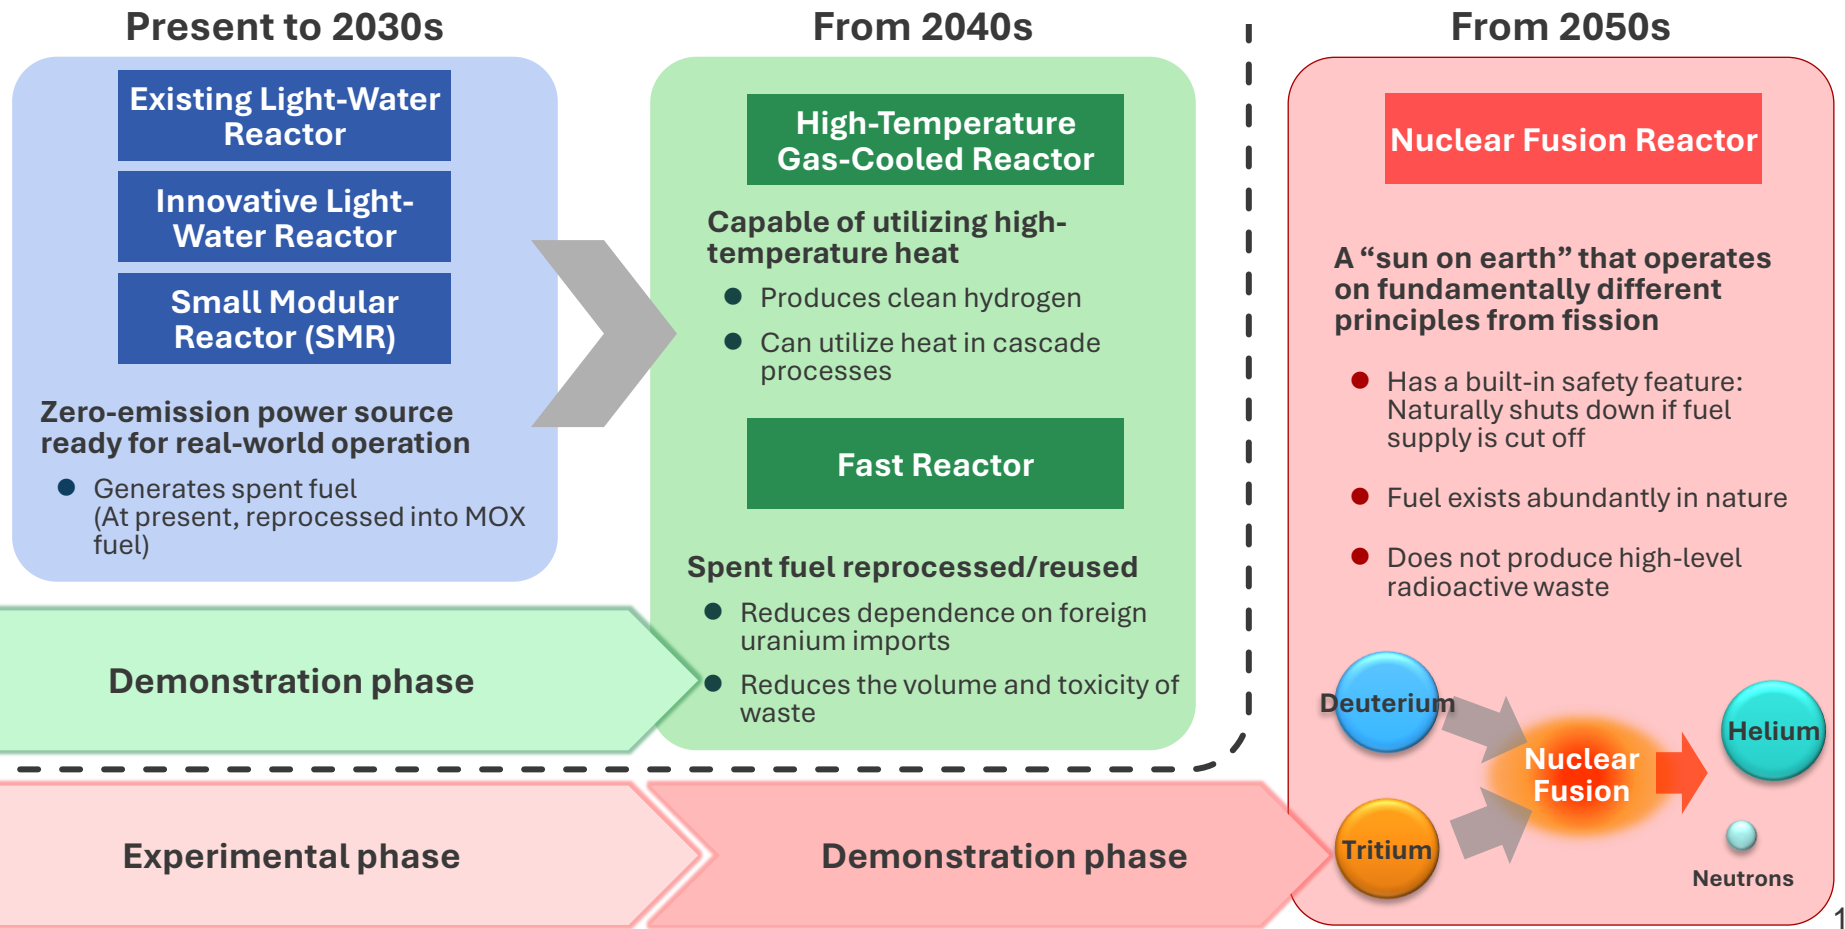 Present to 2030s
Existing Light-Water
Reactor
Innovative Light-
Water Reactor
Small Modular
Reactor (SMR)
Zero-emission power source
ready for real-world operation
Generates spent fuel
(At present, reprocessed into MOX
fuel)
Demonstration phase
From 2040s
High-Temperature
Gas-Cooled Reactor
Capable of utilizing high-
temperature heat
Produces clean hydrogen
Can utilize heat in cascade
processes
Fast Reactor
Spent fuel reprocessed/reused
Reduces dependence on foreign
uranium imports
Reduces the volume and toxicity of
waste
From 2050s
Nuclear Fusion Reactor
A “sun on earth” that operates
on fundamentally different
principles from fission
Has a built-in safety feature:
Naturally shuts down if fuel
supply is cut off
Fuel exists abundantly in nature
Does not produce high-level
radioactive waste
Deuterium
Tritium
Nuclear
Fusion
Helium
Neutrons
Experimental phase
Demonstration phase
1